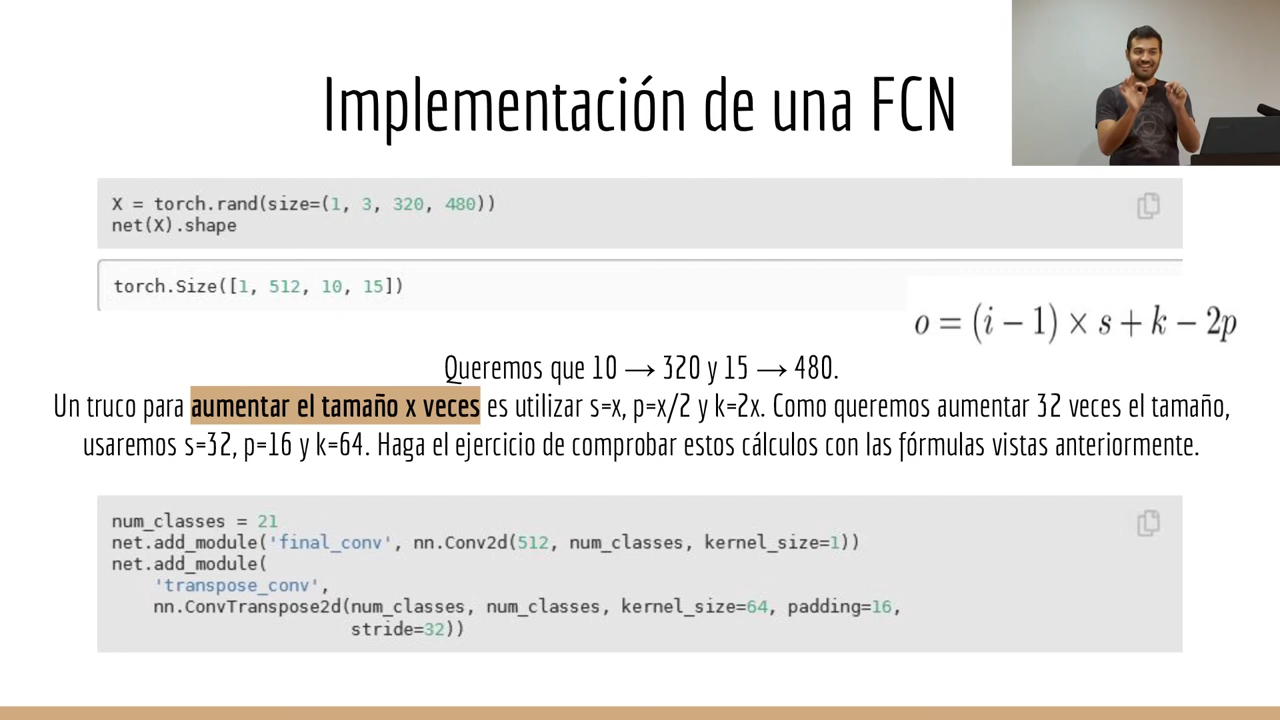 Implementación de una FCN
X = torch.rand(size=(1, 3, 320, 480))
net(X).shape
torch.Size([1, 512, 10, 15])
o = (i − 1) × s + k − 2p
Queremos que 10 → 320 y 15 → 480.
Un truco para aumentar el tamaño x veces es utilizar s=x, p=x/2 y k=2x. Como queremos aumentar 32 veces el tamaño,
usaremos s=32, p=16 y k=64. Haga el ejercicio de comprobar estos cálculos con las fórmulas vistas anteriormente.
num_classes = 21
net.add_module('final_conv', nn.Conv2d(512, num_classes, kernel_size=1))
net.add_module(
    'transpose_conv',
    nn.ConvTranspose2d(num_classes, num_classes, kernel_size=64, padding=16,
                       stride=32))